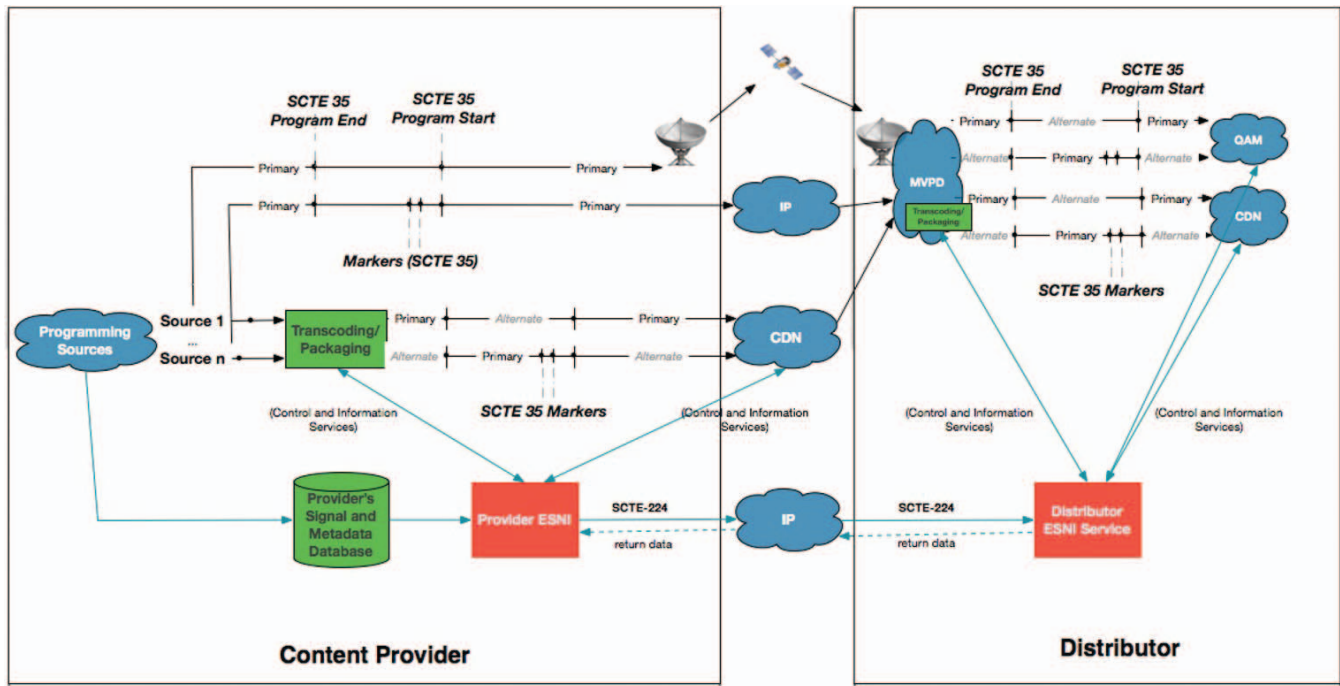 SCTE 35
Program End
SCTE 35
Program Start
Primary
Primary
Primary
Primary
Markers (SCTE 35)
IP
Programming
Sources
Source 1
...
Source n
Transcoding/
Packaging
Primary
Alternate
Primary
Alternate
Primary
Alternate
SCTE 35 Markers
CDN
(Control and Information
Services)
(Control and Information
Services)
Provider's
Signal and
Metadata
Database
Provider ESNI
SCTE-224
return data
IP
SCTE-224
return data
Content Provider
SCTE 35
Program End
SCTE 35
Program Start
MVPD
Transcoding/
Packaging
Primary
Alternate
Primary
Alternate
Primary
Alternate
Primary
Alternate
Primary
Alternate
Primary
Alternate
SCTE 35 Markers
QAM
CDN
(Control and Information
Services)
(Control and Information
Services)
Distributor
ESNI Service
Distributor